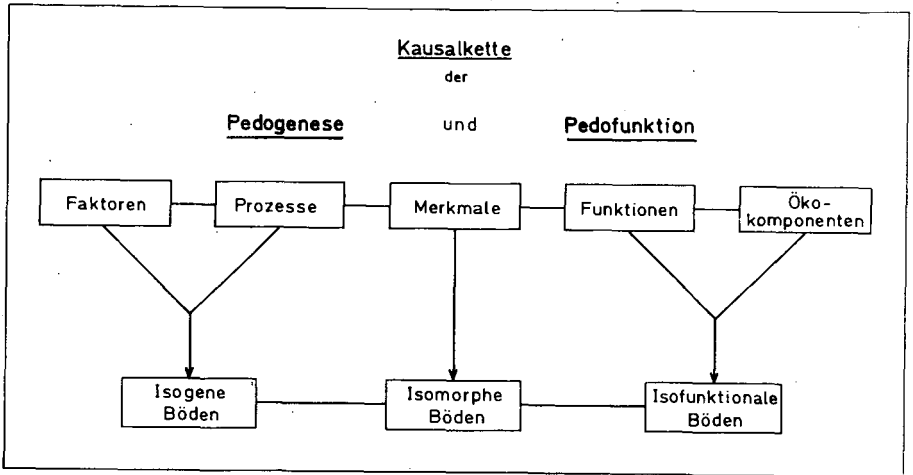 Kausalkette
der
Pedogenese und Pedofunktion
Faktoren Prozesse Merkmale Funktionen Öko-
komponenten
Isogene
Böden
Isomorphe
Böden
Isofunktionale
Böden